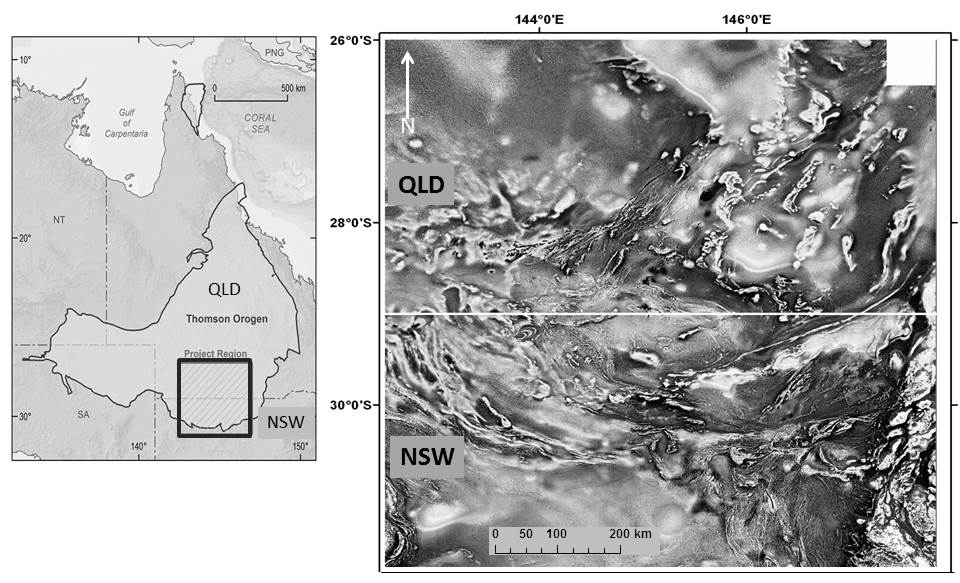 PNG
10°
0 500 km
Gulf
of
Carpentaria
CORAL
SEA
NT
20°
QLD
Thomson Orogen
Project Region
SA
NSW
30°
140°
150°
144°0'E
146°0'E
26°0'S
N
QLD
28°0'S
30°0'S
NSW
0 50 100 200 km